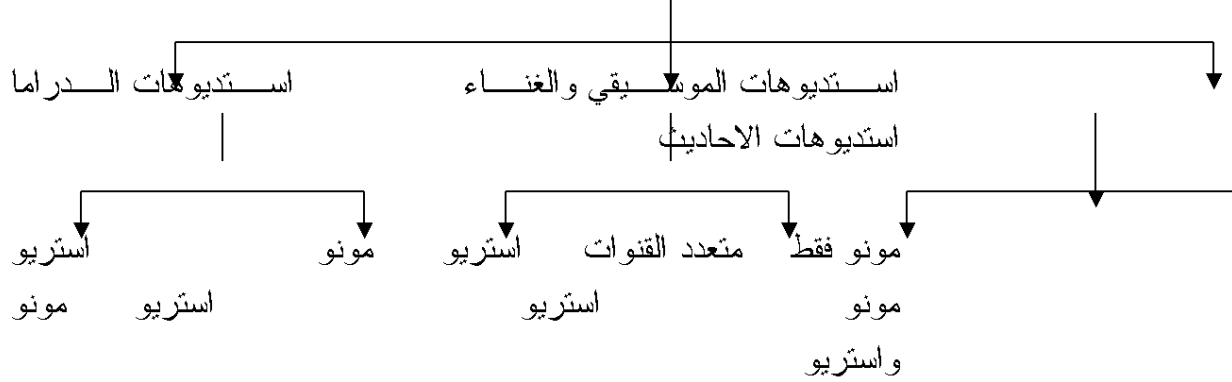 استديوهات الموسيقي والغناء استديوهات الدراما
استديوهات الاحاديث
مونو فقط متعدد القنوات استريو مونو استريو
مونو استريو استريو مونو
واستريو